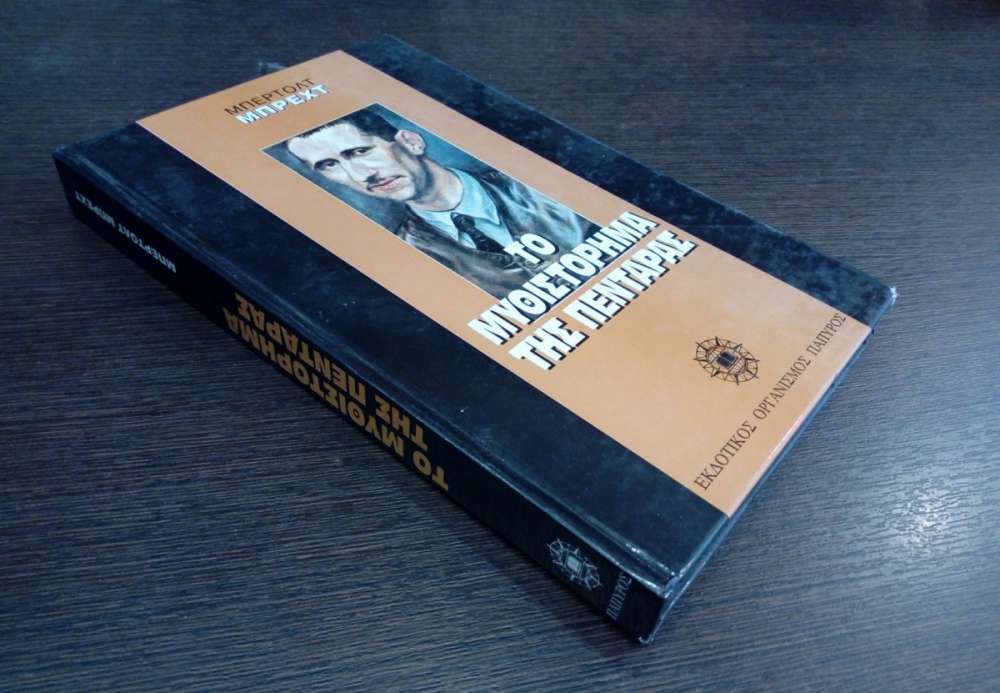 ΜΠΕΡΤΟΛΤ
ΜΠΡΕΧΤ
ΤΟ
ΜΥΘΙΣΤΟΡΗΜΑ
ΤΗΣ ΠΕΝΤΑΡΑΣ
ΕΚΔΟΤΙΚΟΣ ΟΡΓΑΝΙΣΜΟΣ ΠΑΠΥΡΟΣ
ΜΠΕΡΤΟΛΤ ΜΠΡΕΧΤ
ΤΟ ΜΥΘΙΣΤΟΡΗΜΑ
ΤΗΣ ΠΕΝΤΑΡΑΣ
ΠΑΠΥΡΟΣ